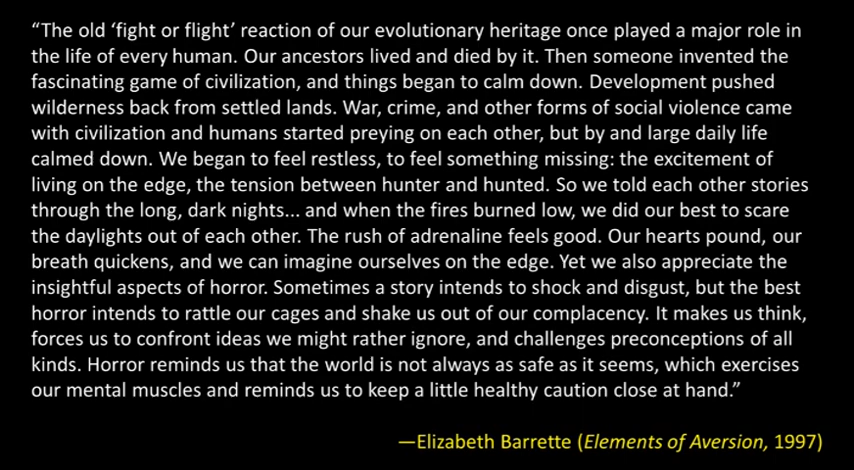 “The old ‘fight or flight’ reaction of our evolutionary heritage once played a major role in
the life of every human. Our ancestors lived and died by it. Then someone invented the
fascinating game of civilization, and things began to calm down. Development pushed
wilderness back from settled lands. War, crime, and other forms of social violence came
with civilization and humans started preying on each other, but by and large daily life
calmed down. We began to feel restless, to feel something missing: the excitement of
living on the edge, the tension between hunter and hunted. So we told each other stories
through the long, dark nights... and when the fires burned low, we did our best to scare
the daylights out of each other. The rush of adrenaline feels good. Our hearts pound, our
breath quickens, and we can imagine ourselves on the edge. Yet we also appreciate the
insightful aspects of horror. Sometimes a story intends to shock and disgust, but the best
horror intends to rattle our cages and shake us out of our complacency. It makes us think,
forces us to confront ideas we might rather ignore, and challenges preconceptions of all
kinds. Horror reminds us that the world is not always as safe as it seems, which exercises
our mental muscles and reminds us to keep a little healthy caution close at hand.”
—Elizabeth Barrette (Elements of Aversion, 1997)